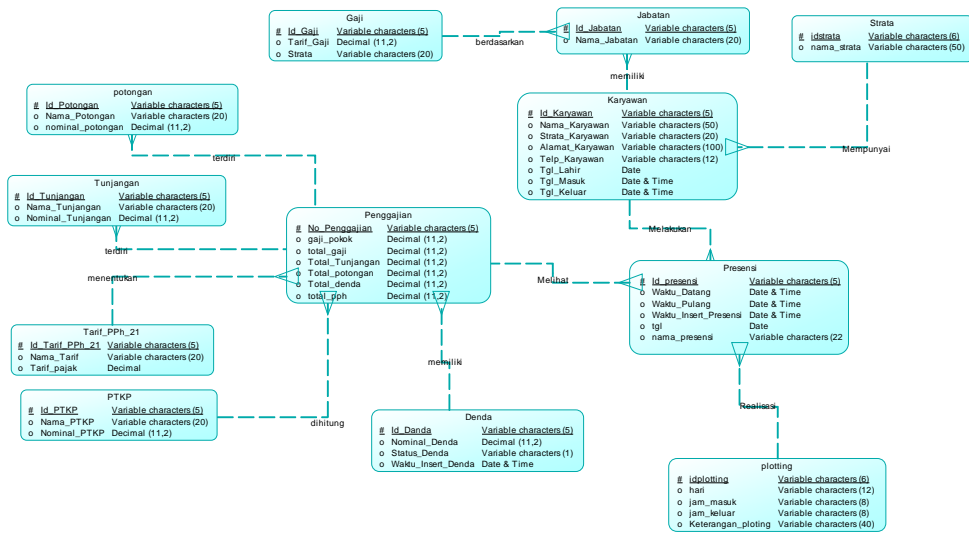 Gaji
# Id_Gaji Variable characters (5)
o Tarif_Gaji Decimal (11,2)
o Strata Variable characters (20)
berdasarkan
Jabatan
# Id_Jabatan Variable characters (5)
o Nama_Jabatan Variable characters (20)
Strata
# idstrata Variable characters (6)
o nama_strata Variable characters (50)
memiliki
potongan
# Id_Potongan Variable characters (5)
o Nama_Potongan Variable characters (20)
o nominal_potongan Decimal (11,2)
Karyawan
# Id_Karyawan Variable characters (5)
o Nama_Karyawan Variable characters (50)
o Strata_Karyawan Variable characters (20)
o Alamat_Karyawan Variable characters (100)
o Telp_Karyawan Variable characters (12)
o Tgl_Lahir Date
o Tgl_Masuk Date & Time
o Tgl_Keluar Date & Time
Mempunyai
terdiri
Tunjangan
# Id_Tunjangan Variable characters (5)
o Nama_Tunjangan Variable characters (20)
o Nominal_Tunjangan Decimal (11,2)
terdiri
Penggajian
# No_Penggajian Variable characters (5)
o gaji_pokok Decimal (11,2)
o total_gaji Decimal (11,2)
o Total_Tunjangan Decimal (11,2)
o Total_potongan Decimal (11,2)
o Total_denda Decimal (11,2)
o total_pph Decimal (11,2)
Melakukan
menentukan
Melihat
Presensi
# Id_presensi Variable characters (5)
o Waktu_Datang Date & Time
o Waktu_Pulang Date & Time
o Waktu_Insert_Presensi Date & Time
o tgl Date
o nama_presensi Variable characters (22
Tarif_PPh_21
# Id_Tarif_PPh_21 Variable characters (5)
o Nama_Tarif Variable characters (20)
o Tarif_pajak Decimal
memiliki
PTKP
# Id_PTKP Variable characters (5)
o Nama_PTKP Variable characters (20)
o Nominal_PTKP Decimal (11,2)
dihitung
Realisasi
Denda
# Id_Danda Variable characters (5)
o Nominal_Denda Decimal (11,2)
o Status_Denda Variable characters (1)
o Waktu_Insert_Denda Date & Time
plotting
# idplotting Variable characters (6)
o hari Variable characters (12)
o jam_masuk Variable characters (8)
o jam_keluar Variable characters (8)
o Keterangan_ploting Variable characters (40)